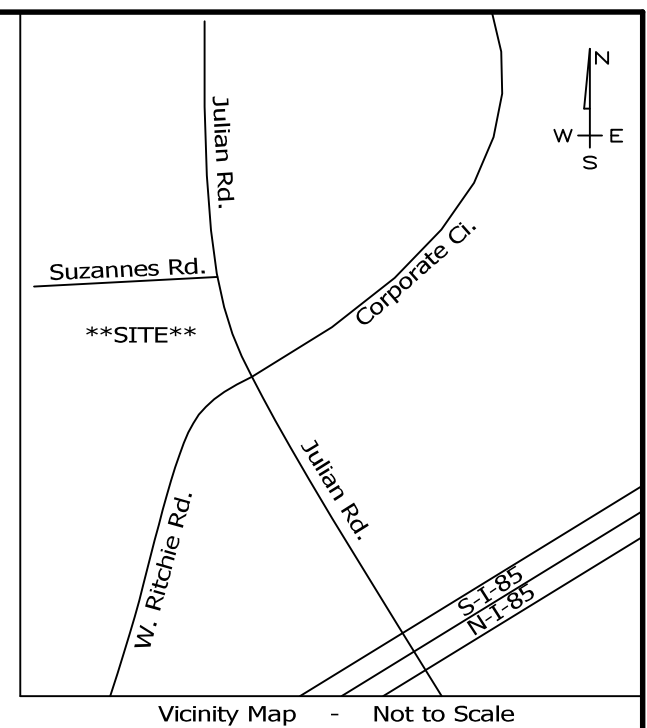 N
W E
S
Julian Rd.
Suzannes Rd.
Corporate Ci.
**SITE**
Julian Rd.
W. Ritchie Rd.
S-I-85
N-I-85
Vicinity Map - Not to Scale